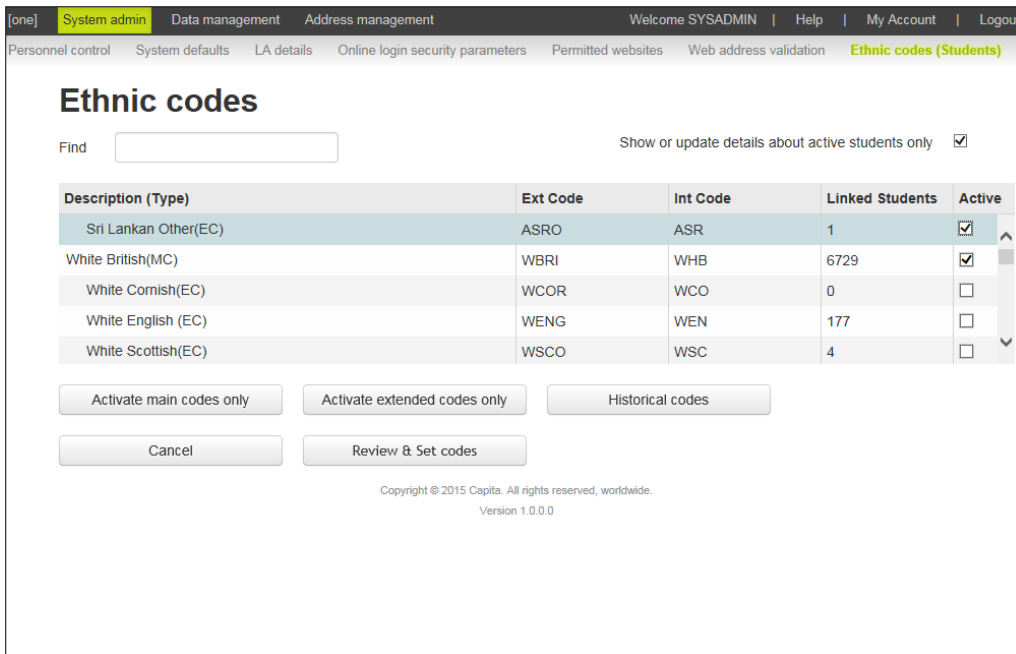 [one] System admin Data management Address management Welcome SYSADMIN | Help | My Account | Logou
Personnel control System defaults LA details Online login security parameters Permitted websites Web address validation Ethnic codes (Students)
Ethnic codes
Find Show or update details about active students only
Description (Type) Ext Code Int Code Linked Students Active
Sri Lankan Other(EC) ASRO ASR 1
White British(MC) WBRI WHB 6729
White Cornish(EC) WCOR WCO 0
White English (EC) WENG WEN 177
White Scottish(EC) WSCO WSC 4
Activate main codes only Activate extended codes only Historical codes
Cancel Review & Set codes
Copyright © 2015 Capita. All rights reserved, worldwide.
Version 1.0.0.0